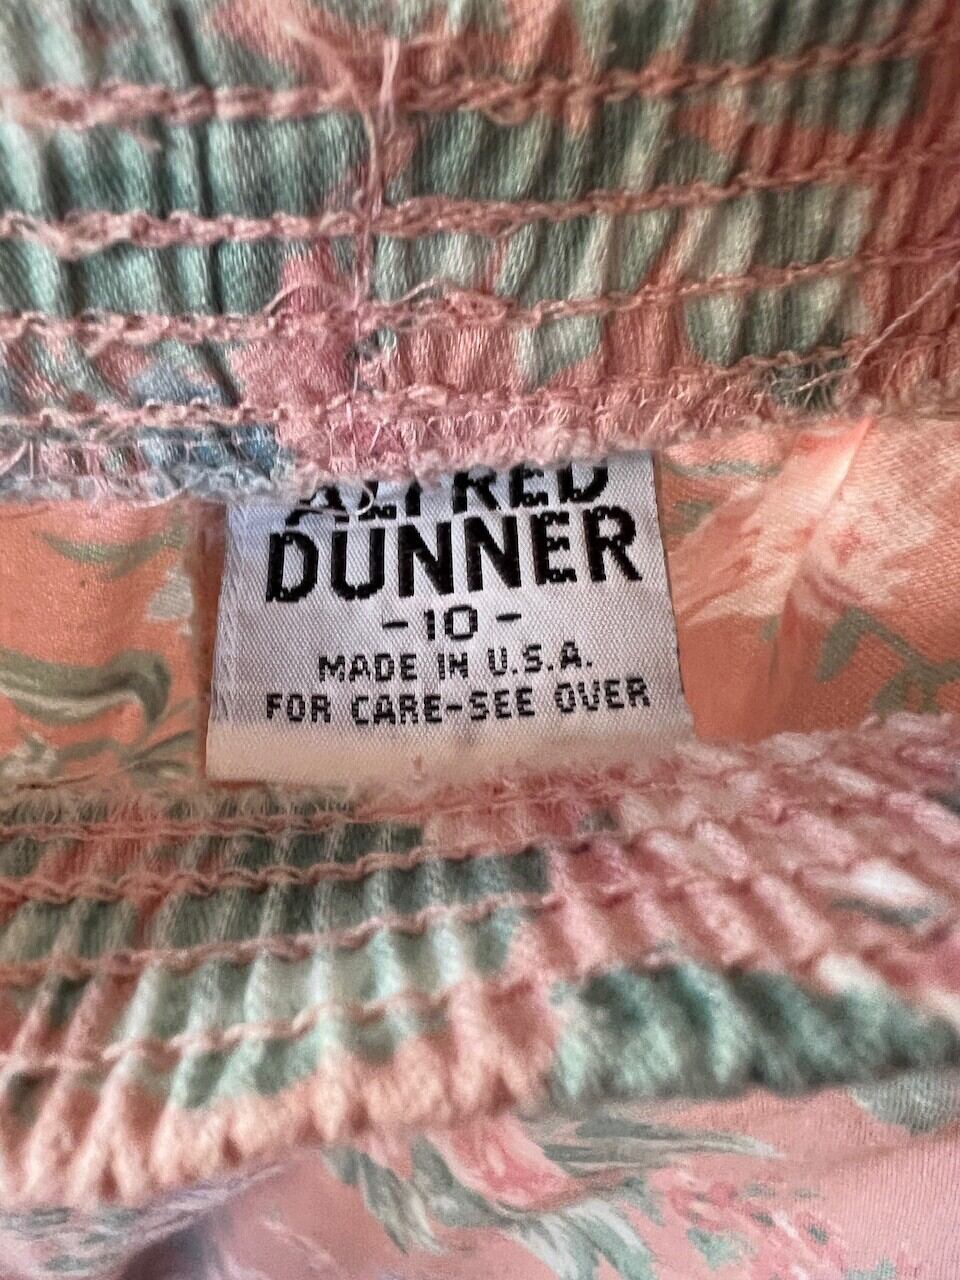 ALFRED
DUNNER
- 10 -
MADE IN U.S.A.
FOR CARE-SEE OVER